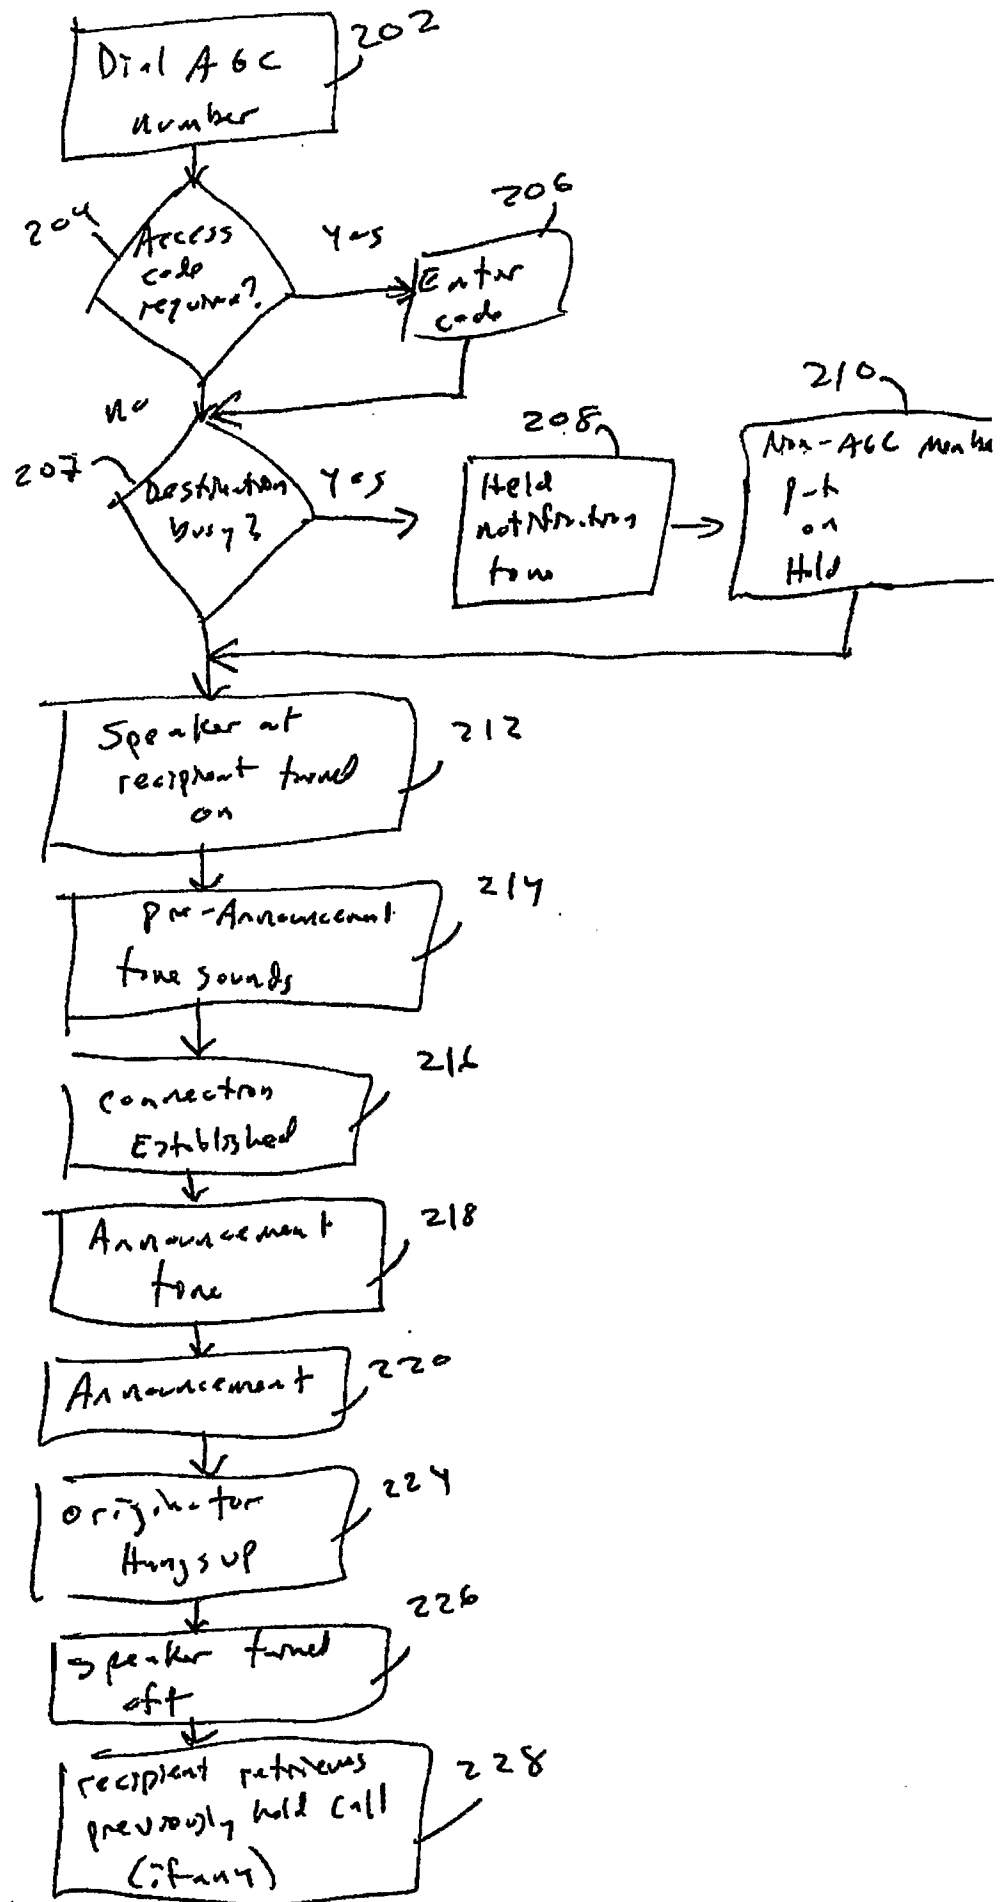 202
Dial AGC
number
204
Access
code
required?
yes
206
Enter
code
no
207
Destination
busy?
yes
208
Held
notification
tone
210
Non-AGC Membe
put
on
Hold
Speaker at
recipient turned
on
212
Pre-Announcement
tone sounds
214
Connection
Established
216
Announcement
tone
218
Announcement
220
Originator
Hangs up
224
Speaker turned
off
226
recipient retrieves
previously held call
(if any)
228